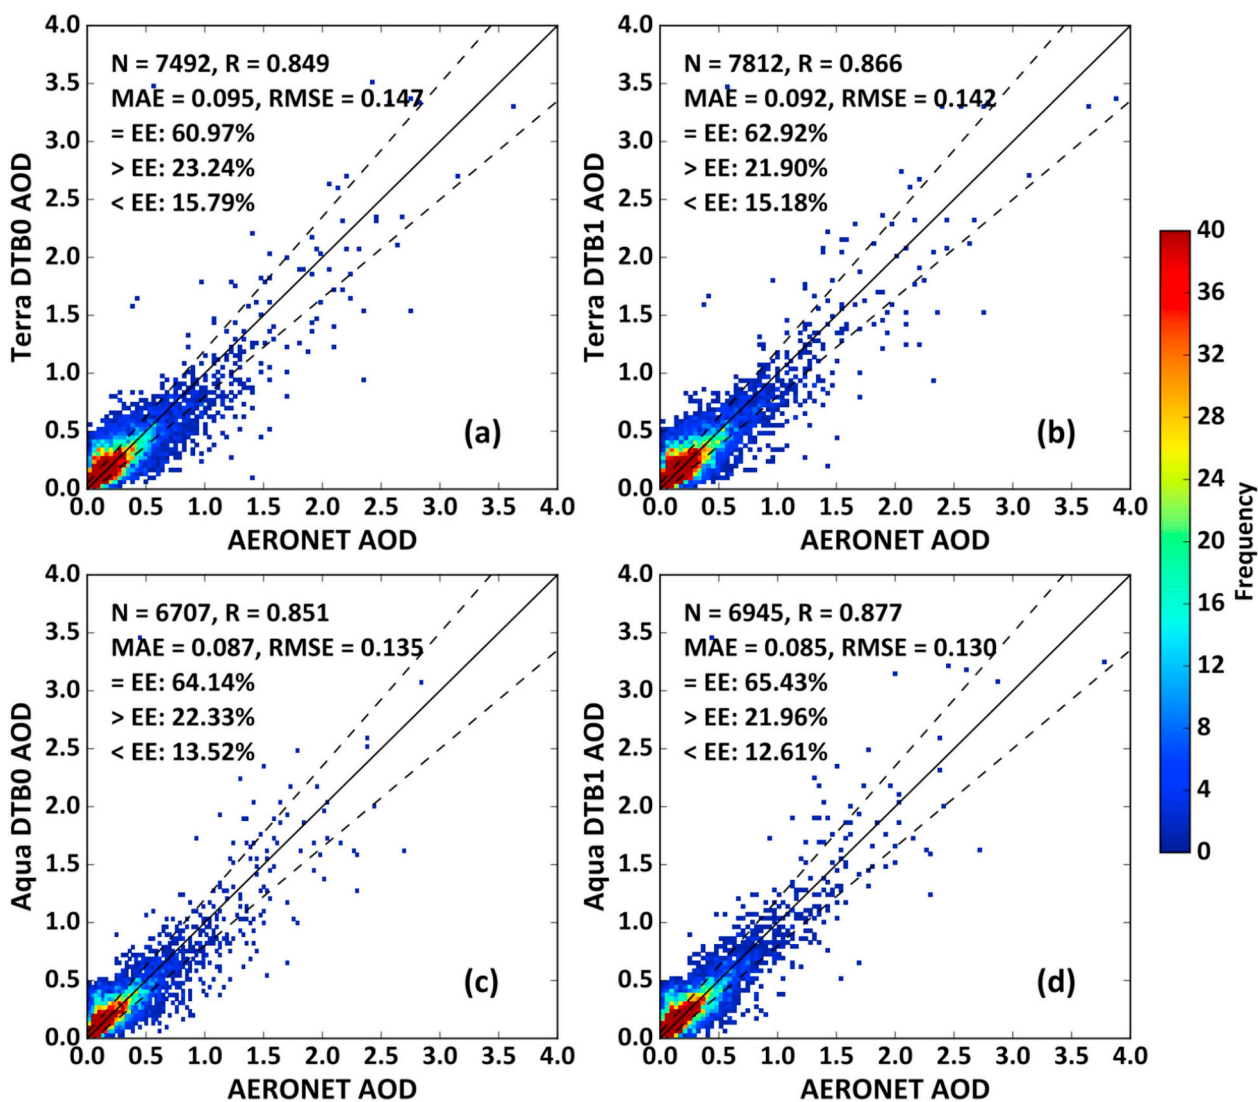 4.0
3.5
3.0
2.5
2.0
1.5
1.0
0.5
0.0
Terra DTB0 AOD
N = 7492, R = 0.849
MAE = 0.095, RMSE = 0.147
= EE: 60.97%
> EE: 23.24%
< EE: 15.79%
(a)
0.0 0.5 1.0 1.5 2.0 2.5 3.0 3.5 4.0
AERONET AOD
4.0
3.5
3.0
2.5
2.0
1.5
1.0
0.5
0.0
Terra DTB1 AOD
N = 7812, R = 0.866
MAE = 0.092, RMSE = 0.142
= EE: 62.92%
> EE: 21.90%
< EE: 15.18%
(b)
0.0 0.5 1.0 1.5 2.0 2.5 3.0 3.5 4.0
AERONET AOD
4.0
3.5
3.0
2.5
2.0
1.5
1.0
0.5
0.0
Aqua DTB0 AOD
N = 6707, R = 0.851
MAE = 0.087, RMSE = 0.135
= EE: 64.14%
> EE: 22.33%
< EE: 13.52%
(c)
0.0 0.5 1.0 1.5 2.0 2.5 3.0 3.5 4.0
AERONET AOD
4.0
3.5
3.0
2.5
2.0
1.5
1.0
0.5
0.0
Aqua DTB1 AOD
N = 6945, R = 0.877
MAE = 0.085, RMSE = 0.130
= EE: 65.43%
> EE: 21.96%
< EE: 12.61%
(d)
0.0 0.5 1.0 1.5 2.0 2.5 3.0 3.5 4.0
AERONET AOD
40
36
32
28
24
20
16
12
8
4
0
Frequency